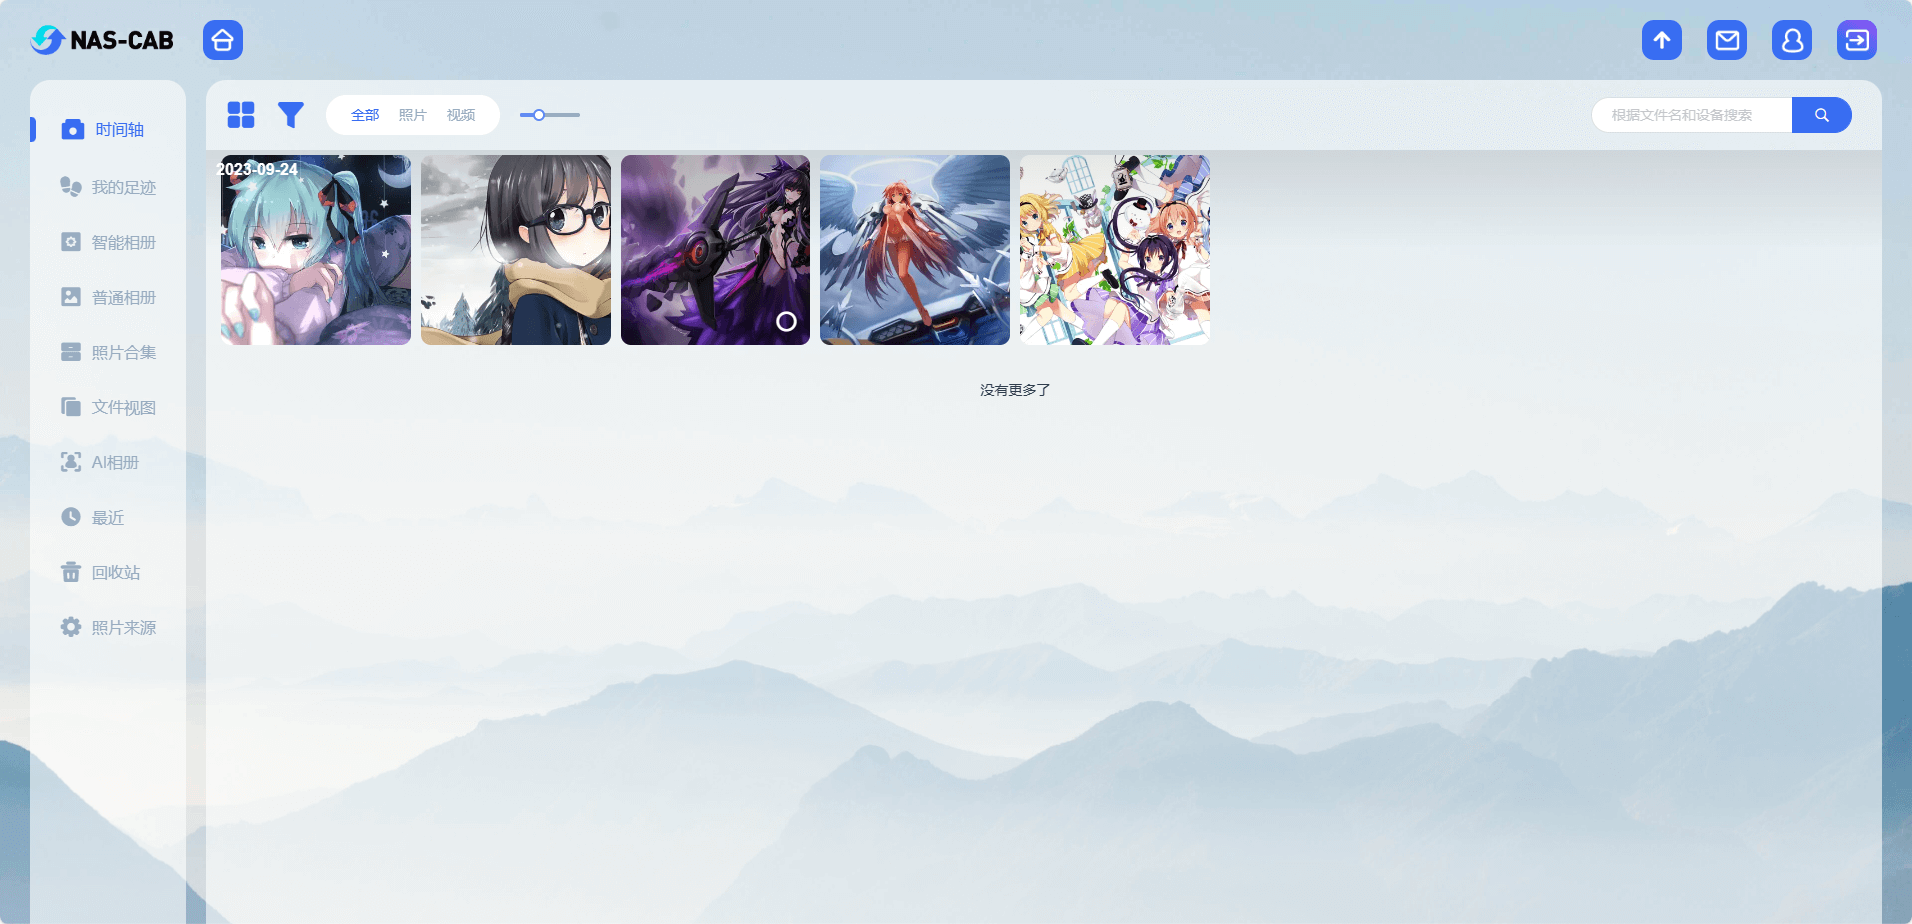 NAS-CAB
时间轴
我的足迹
智能相册
普通相册
照片合集
文件视图
AI相册
最近
回收站
照片来源
全部 照片 视频
根据文件名和设备搜索
2023-09-24
没有更多了